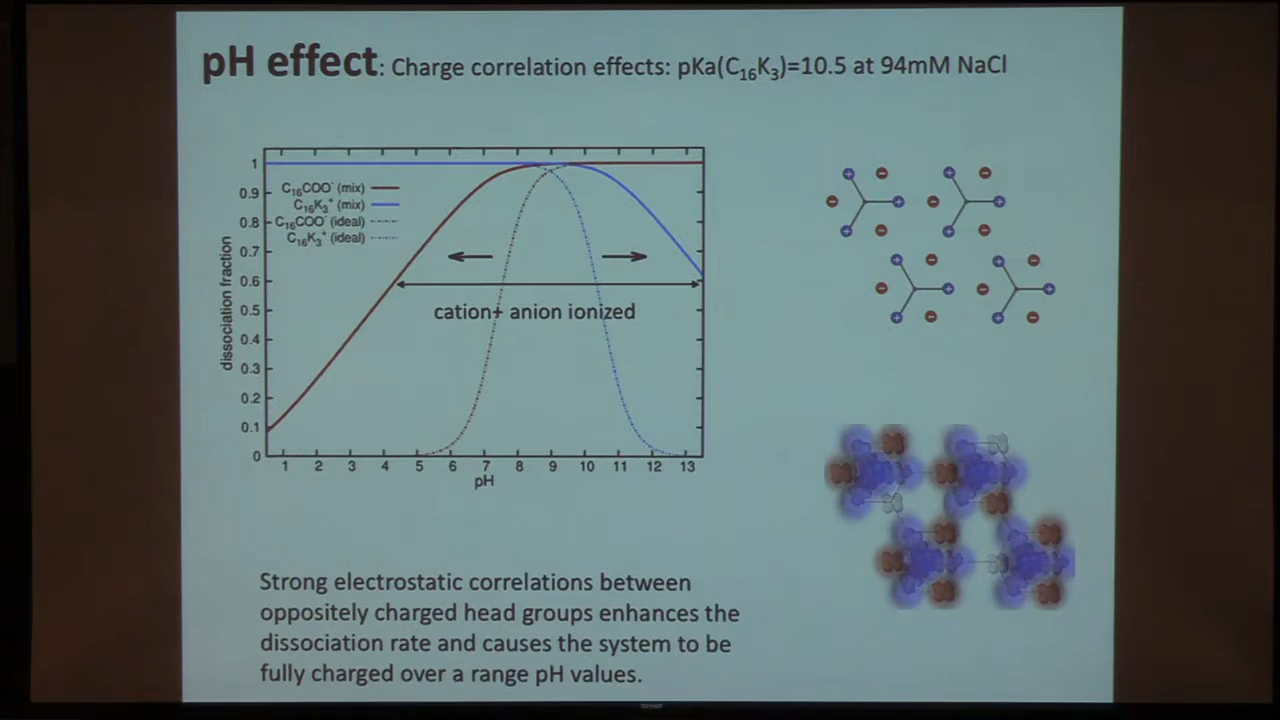 pH effect: Charge correlation effects: pKa(C₁₆K₃)=10.5 at 94mM NaCl
1
0.9
0.8
0.7
0.6
0.5
0.4
0.3
0.2
0.1
0
dissociation fraction
C₁₆COO⁻ (mix)
C₁₆K₃⁺ (mix)
C₁₆COO⁻ (ideal)
C₁₆K₃⁺ (ideal)
cation+ anion ionized
1 2 3 4 5 6 7 8 9 10 11 12 13
pH
Strong electrostatic correlations between
oppositely charged head groups enhances the
dissociation rate and causes the system to be
fully charged over a range pH values.